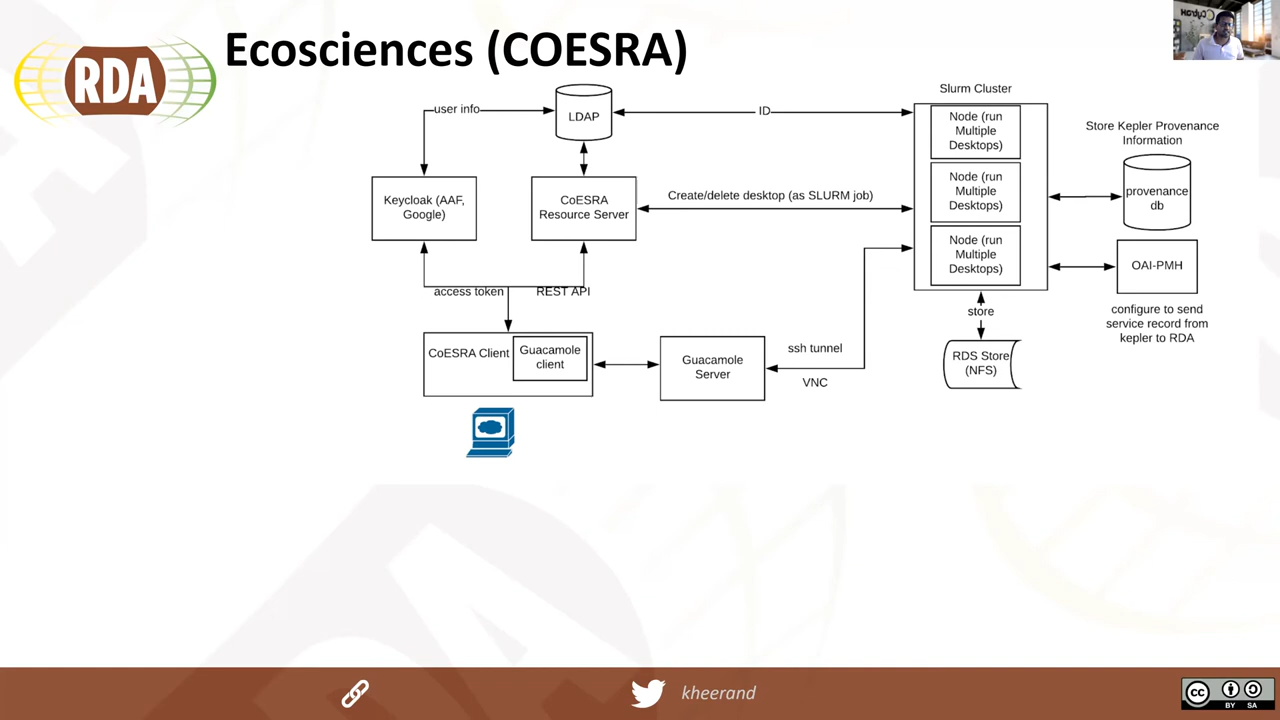 Ecosciences (COESRA)
RDA
Slurm Cluster
user info
LDAP
ID
Node (run
Multiple
Desktops)
Store Kepler Provenance
Information
Keycloak (AAF,
Google)
CoESRA
Resource Server
Create/delete desktop (as SLURM job)
Node (run
Multiple
Desktops)
provenance
db
Node (run
Multiple
Desktops)
OAI-PMH
access token
REST API
store
configure to send
service record from
kepler to RDA
CoESRA Client
Guacamole
client
Guacamole
Server
ssh tunnel
VNC
RDS Store
(NFS)
kheerand
cc
BY SA